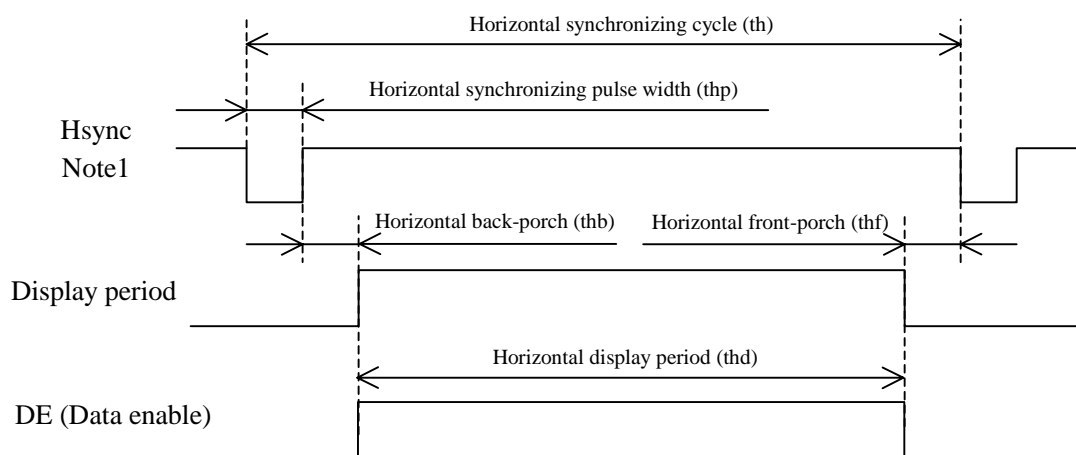 Horizontal synchronizing cycle (th)
Horizontal synchronizing pulse width (thp)
Hsync
Note1
Horizontal back-porch (thb)
Horizontal front-porch (thf)
Display period
Horizontal display period (thd)
DE (Data enable)